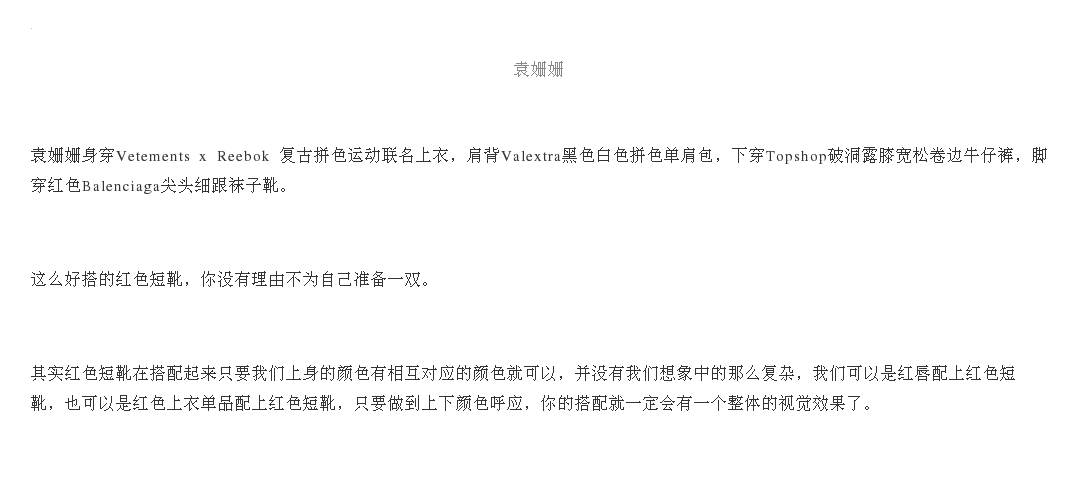 袁姗姗
袁姗姗身穿Vetements x Reebok 复古拼色运动联名上衣，肩背Valextra黑色白色拼色单肩包，下穿Topshop破洞露膝宽松卷边牛仔裤，脚
穿红色Balenciaga尖头细跟袜子靴。
这么好搭的红色短靴，你没有理由不为自己准备一双。
其实红色短靴在搭配起来只要我们上身的颜色有相互对应的颜色就可以，并没有我们想象中的那么复杂，我们可以是红唇配上红色短
靴，也可以是红色上衣单品配上红色短靴，只要做到上下颜色呼应，你的搭配就一定会有一个整体的视觉效果了。